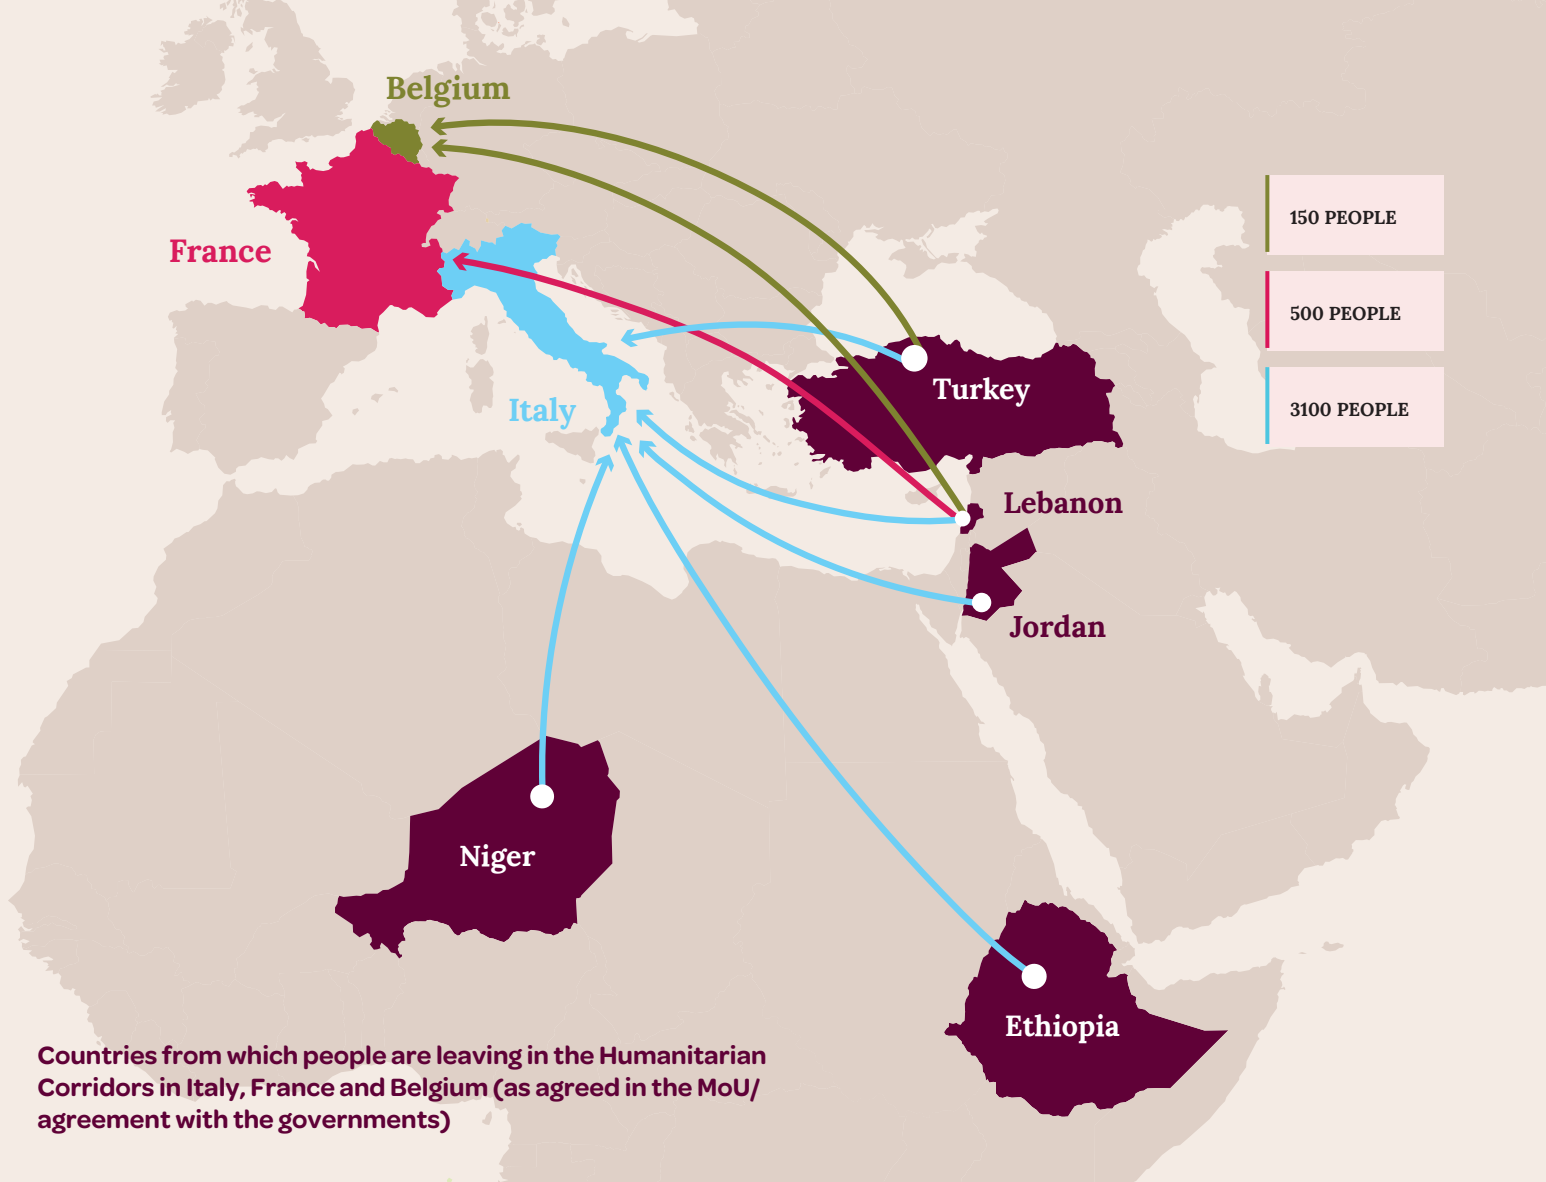 Belgium
France
150 PEOPLE
500 PEOPLE
3100 PEOPLE
Turkey
Italy
Lebanon
Jordan
Niger
Ethiopia
Countries from which people are leaving in the Humanitarian
Corridors in Italy, France and Belgium (as agreed in the MoU/
agreement with the governments)